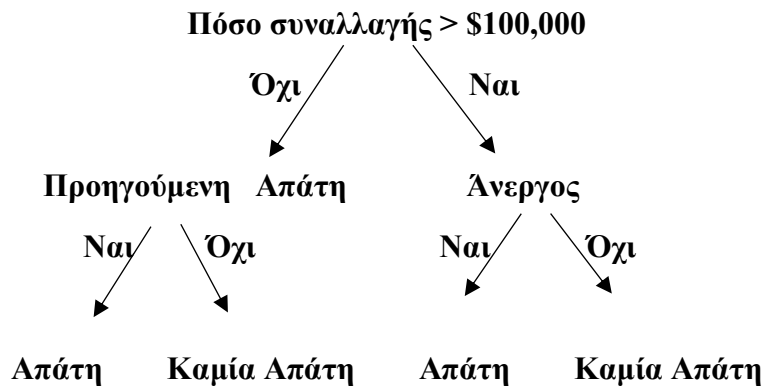 Πόσο συναλλαγής > $100,000
Όχι Ναι
Προηγούμενη Απάτη Άνεργος
Ναι Όχι Ναι Όχι
Απάτη Καμία Απάτη Απάτη Καμία Απάτη